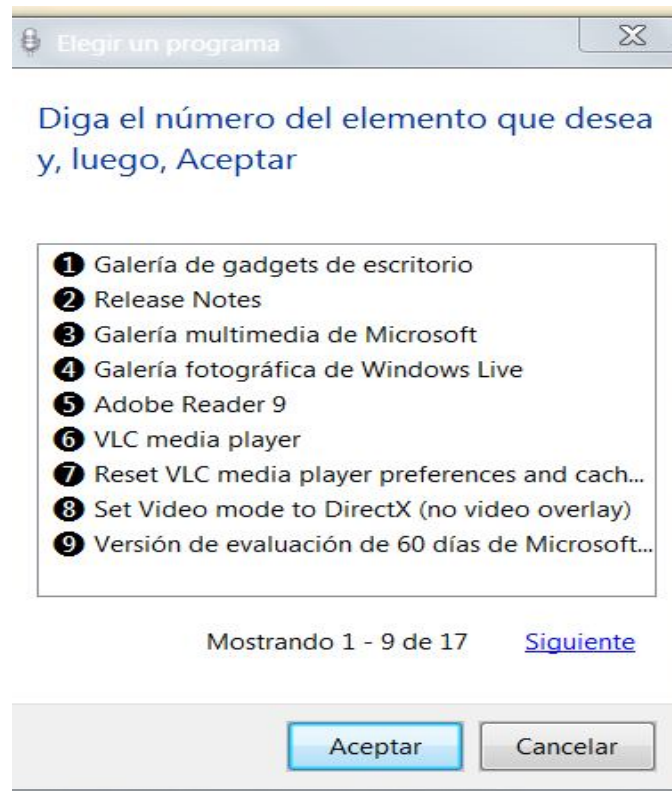 Elegir un programa
Diga el número del elemento que desea
y, luego, Aceptar
1 Galería de gadgets de escritorio
2 Release Notes
3 Galería multimedia de Microsoft
4 Galería fotográfica de Windows Live
5 Adobe Reader 9
6 VLC media player
7 Reset VLC media player preferences and cach...
8 Set Video mode to DirectX (no video overlay)
9 Versión de evaluación de 60 días de Microsoft...
Mostrando 1 - 9 de 17 Siguiente
Aceptar Cancelar